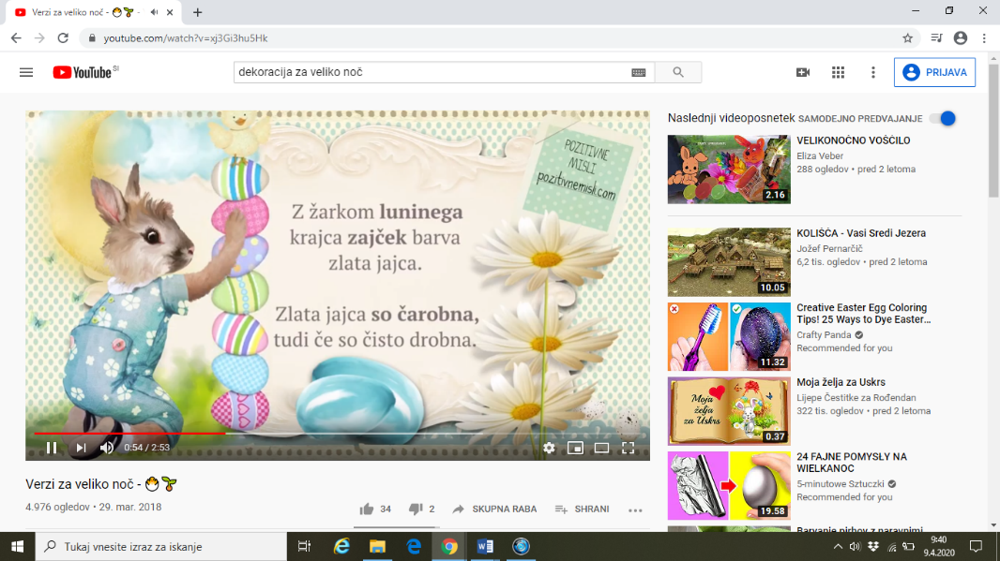 Verzi za veliko noč -
youtube.com/watch?v=xj3Gi3hu5Hk
YouTube SI
dekoracija za veliko noč
PRIJAVA
POZITIVNE
MISLI
pozitivnemisli.com
Z žarkom luninega
krajca zajček barva
zlata jajca.
Zlata jajca so čarobna,
tudi če so čisto drobna.
0:54 / 2:53
Verzi za veliko noč -
4.976 ogledov • 29. mar. 2018
34
2
SKUPNA RABA
SHRANI
Naslednji videoposnetek
SAMODEJNO PREDVAJANJE
VELIKONOČNO VOŠČILO
Eliza Veber
288 ogledov • pred 2 letoma
2.16
KOLIŠČA - Vasi Sredi Jezera
Jožef Pernarčič
6,2 tis. ogledov • pred 2 letoma
10.05
Creative Easter Egg Coloring
Tips! 25 Ways to Dye Easter...
Crafty Panda
Recommended for you
11.32
Moja želja za Uskrs
Lijepe Čestitke za Rođendan
322 tis. ogledov • pred 2 letoma
Moja
želja
za Uskrs
0.37
24 FAJNE POMYSŁY NA
WIELKANOC
5-minutowe Sztuczki
Recommended for you
19.58
Barvanje pirhov z naravnimi
Tukaj vnesite izraz za iskanje
9:40
9.4.2020